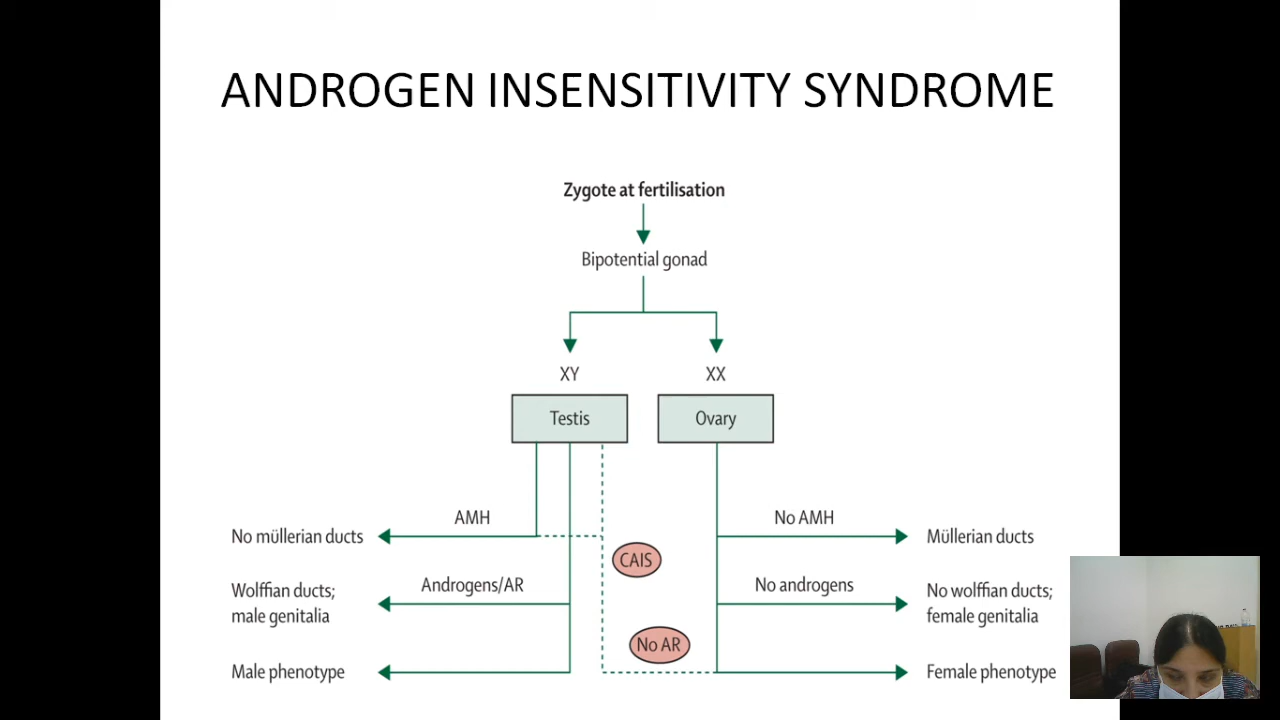 ANDROGEN INSENSITIVITY SYNDROME
Zygote at fertilisation
Bipotential gonad
XY
XX
Testis
Ovary
AMH
No AMH
No müllerian ducts
Müllerian ducts
CAIS
Androgens/AR
No androgens
Wolffian ducts;
male genitalia
No wolffian ducts;
female genitalia
No AR
Male phenotype
Female phenotype